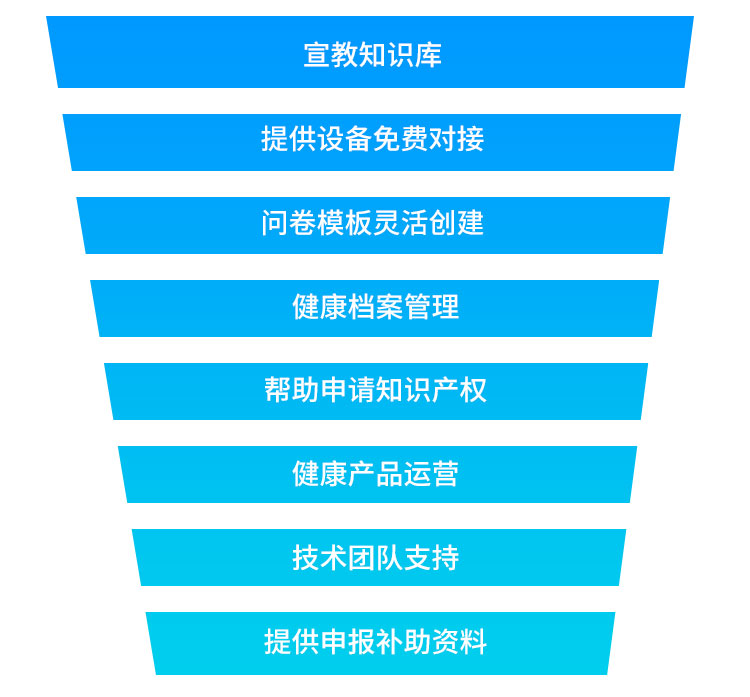 宣教知识库
提供设备免费对接
问卷模板灵活创建
健康档案管理
帮助申请知识产权
健康产品运营
技术团队支持
提供申报补助资料